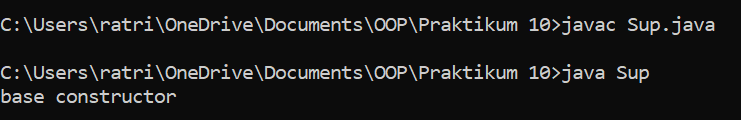 C:\Users\ratri\OneDrive\Documents\OOP\Praktikum 10>javac Sup.java
C:\Users\ratri\OneDrive\Documents\OOP\Praktikum 10>java Sup
base constructor